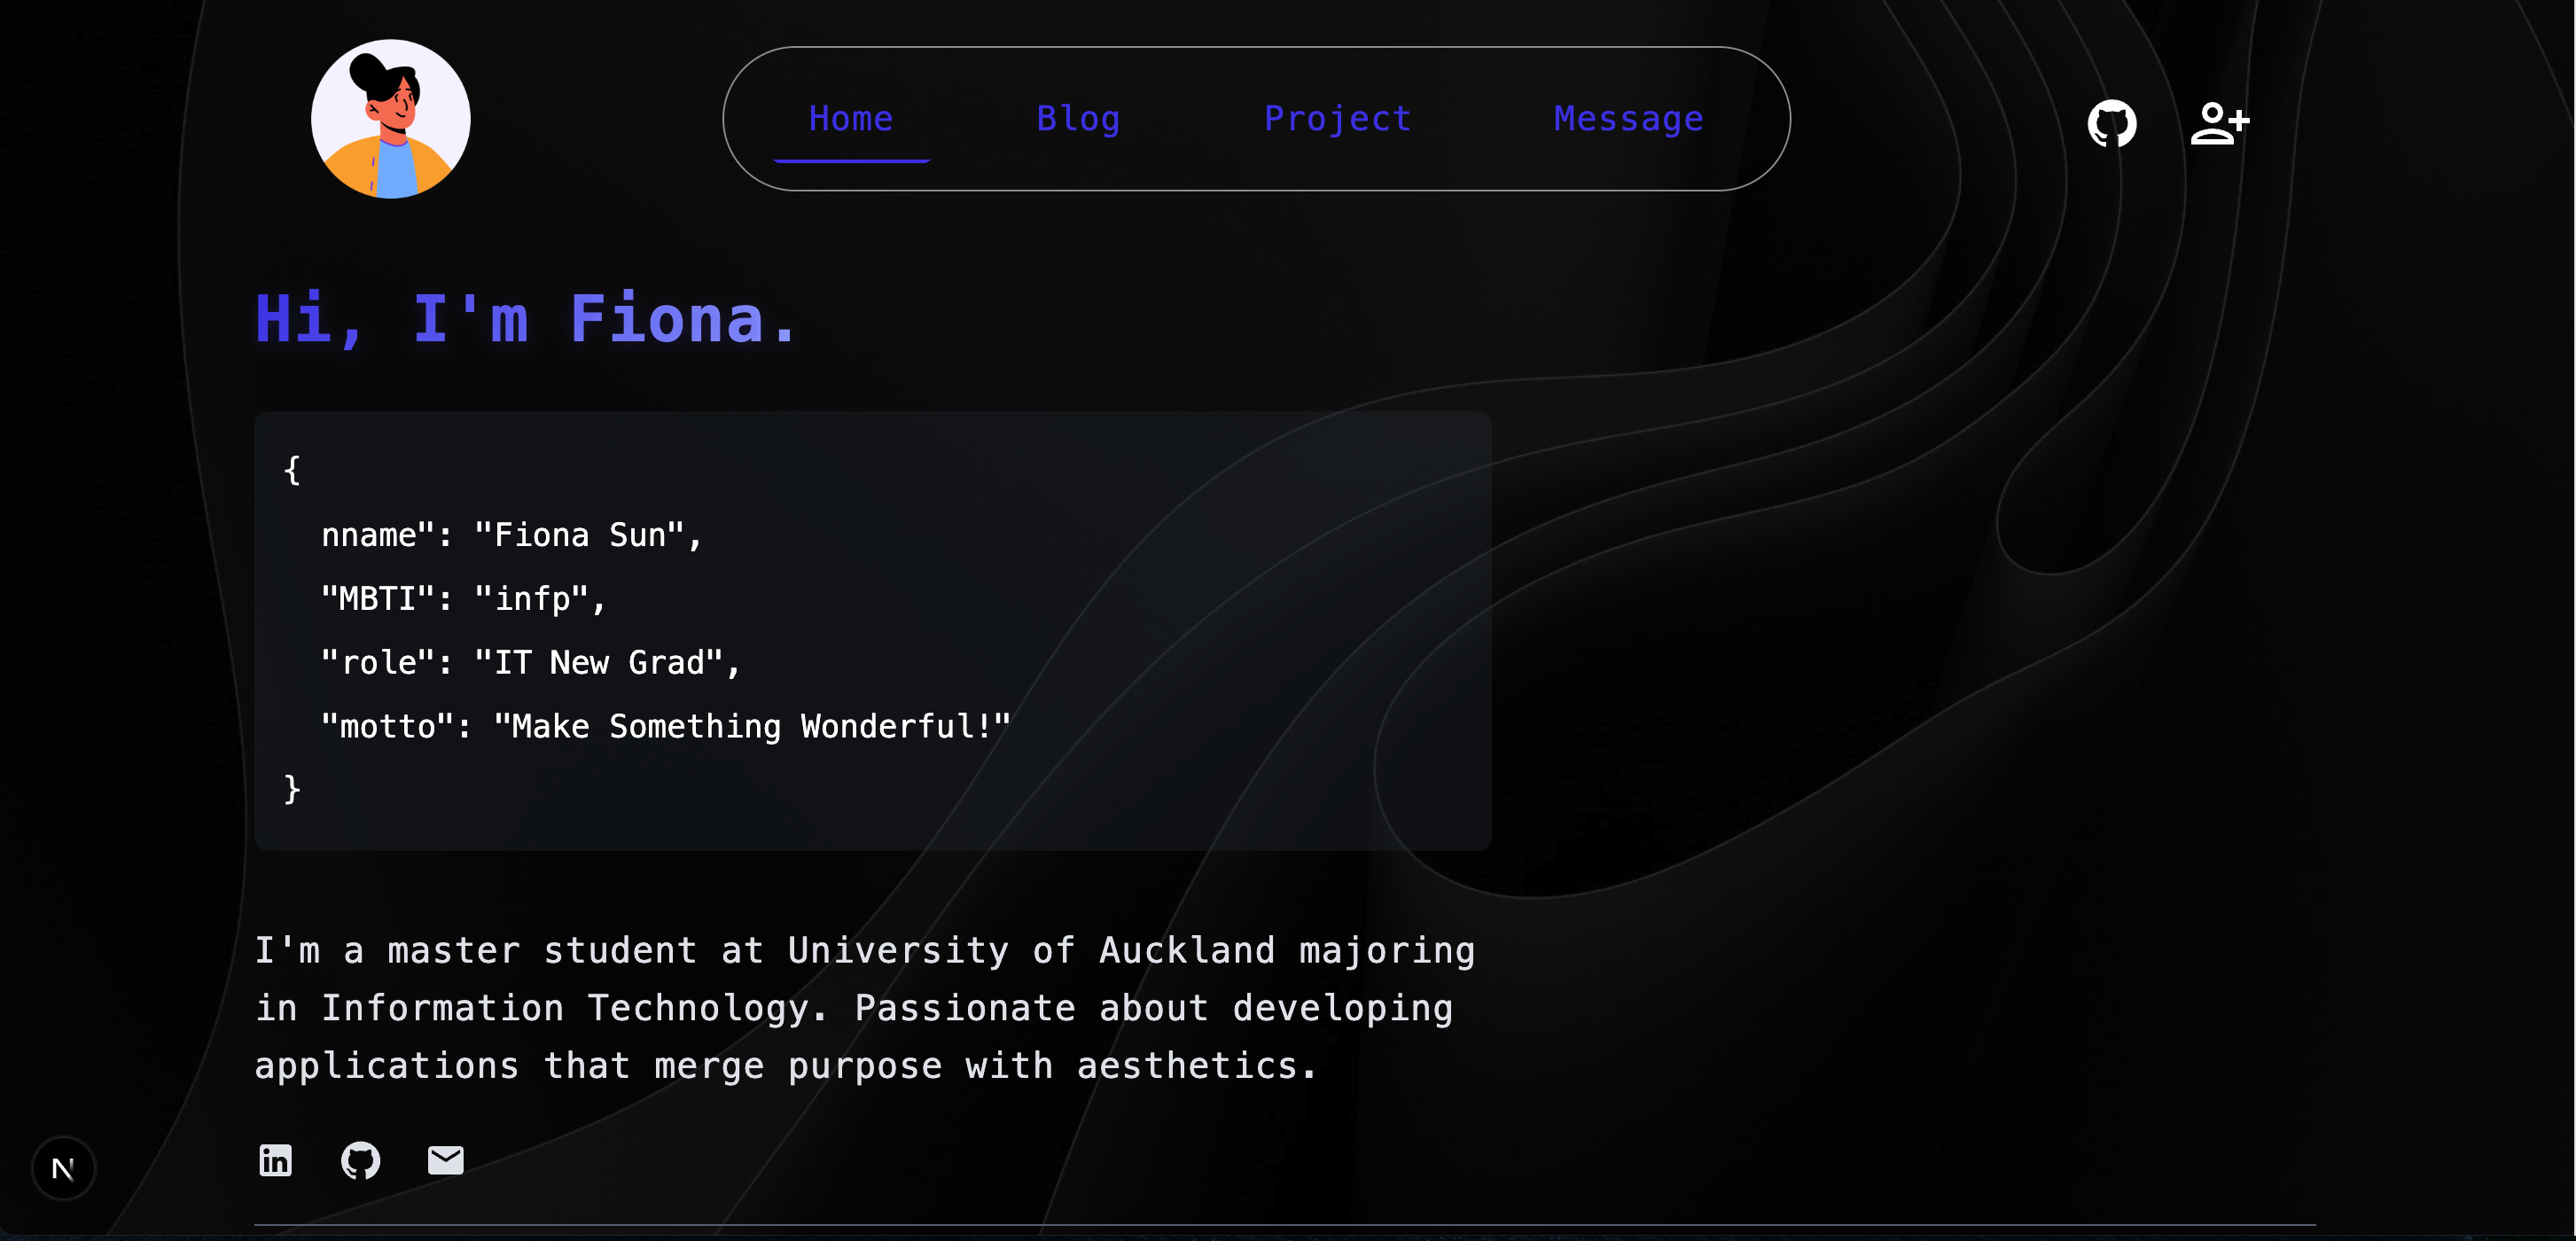 Home Blog Project Message
Hi, I'm Fiona.
{
nname": "Fiona Sun",
"MBTI": "infp",
"role": "IT New Grad",
"motto": "Make Something Wonderful!"
}
I'm a master student at University of Auckland majoring
in Information Technology. Passionate about developing
applications that merge purpose with aesthetics.
in
N